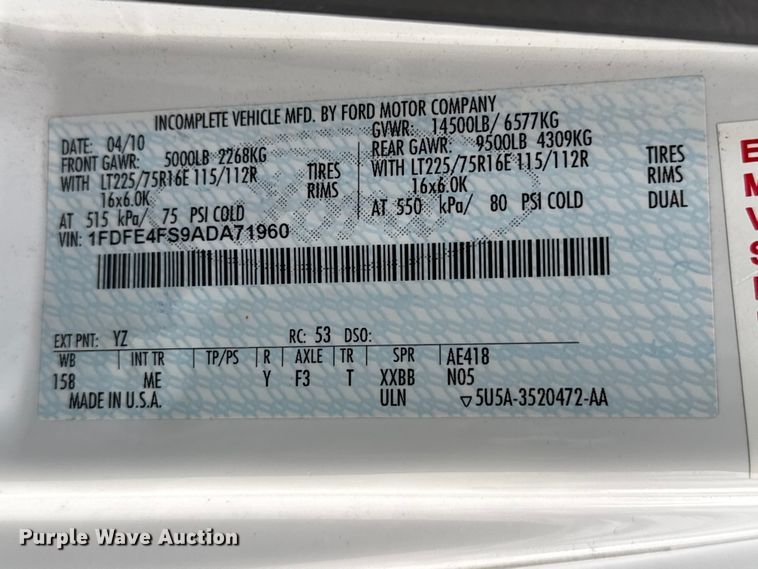 INCOMPLETE VEHICLE MFD. BY FORD MOTOR COMPANY
DATE: 04/10 GVWR: 14500LB/ 6577KG
FRONT GAWR: 5000LB 2268KG REAR GAWR: 9500LB 4309KG
WITH LT225/75R16E 115/112R TIRES WITH LT225/75R16E 115/112R TIRES
16x6.0K RIMS 16x6.0K RIMS
AT 515 kPa/ 75 PSI COLD AT 550 kPa/ 80 PSI COLD DUAL
VIN: 1FDFE4FS9ADA71960
EXT PNT: YZ RC: 53 DSO:
WB INT TR TP/PS R AXLE TR SPR AE418
158 ME Y F3 T XXBB N05
MADE IN U.S.A. ULN ▽5U5A-3520472-AA
E
M
V
S
Purple Wave Auction